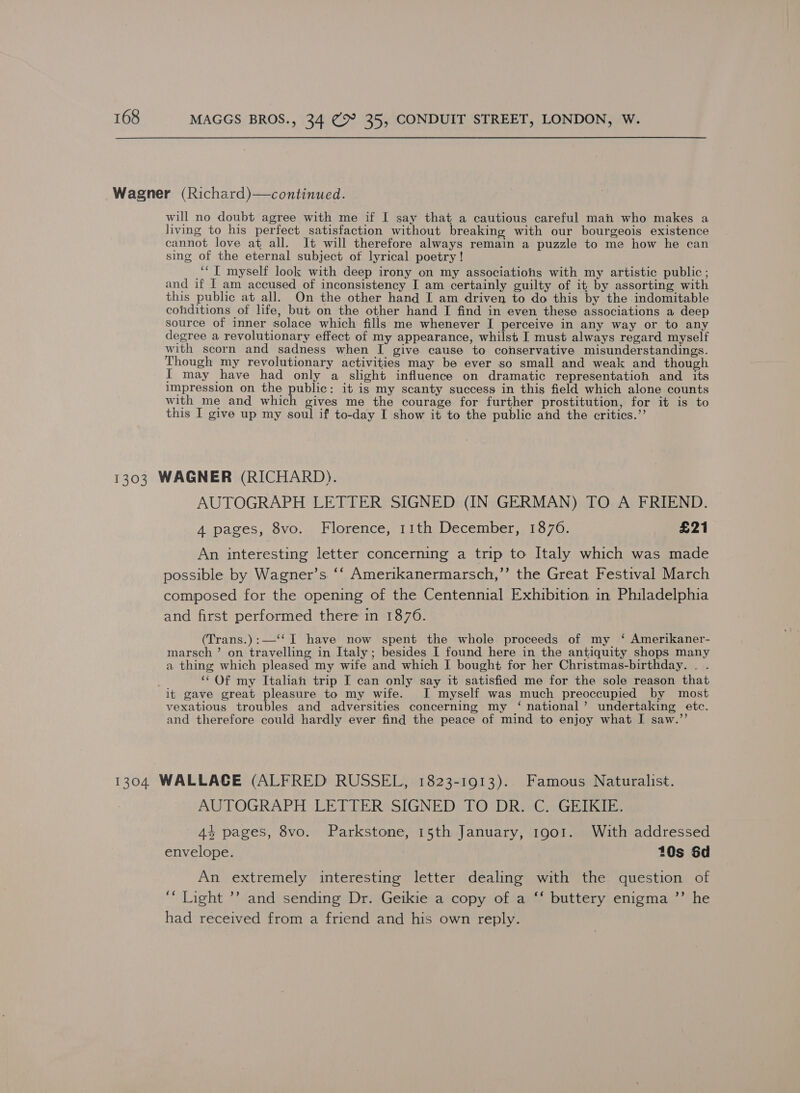 168 MAGGS BROS., 34 & 35, CONDUIT STREET, LONDON, W.
Wagner (Richard)—continued.
will no doubt agree with me if I say that a cautious careful man who makes a
living to his perfect satisfaction without breaking with our bourgeois existence
cannot love at all. It will therefore always remain a puzzle to me how he can
sing of the eternal subject of lyrical poetry!
“I myself look with deep irony on my associations with my artistic public;
and if I am accused of inconsistency I am certainly guilty of it by assorting with
this public at all. On the other hand I am driven to do this by the indomitable
conditions of life, but on the other hand I find in even these associations a deep
source of inner solace which fills me whenever I perceive in any way or to any
degree a revolutionary effect of my appearance, whilst I must always regard myself
with scorn and sadness when I give cause to conservative misunderstandings.
Though my revolutionary activities may be ever so small and weak and though
I may have had only a slight influence on dramatic representation and its
impression on the public: it is my scanty success in this field which alone counts
with me and which gives me the courage for further prostitution, for it is to
this I give up my soul if to-day I show it to the public and the critics.”
1303 WAGNER (RICHARD).
AUTOGRAPH LETTER SIGNED (IN GERMAN) TO A FRIEND.
4 pages, 8vo. Florence, 11th December, 1876. £21
An interesting letter concerning a trip to Italy which was made
possible by Wagner’s “ Amerikanermarsch,” the Great Festival March
composed for the opening of the Centennial Exhibition in Philadelphia
and first performed there in 1876.
(Trans.):—“I have now spent the whole proceeds of my ‘ Amerikaner-
marsch ’ on travelling in Italy; besides I found here in the antiquity shops many
a thing which pleased my wife and which I bought for her Christmas-birthday. . .
“ Of my Italian trip I can only say it satisfied me for the sole reason that
it gave great pleasure to my wife. I myself was much preoccupied by most
vexatious troubles and adversities concerning my ‘ national ’ undertaking etc.
and therefore could hardly ever find the peace of mind to enjoy what I saw.”
1304 WALLACE (ALFRED RUSSEL, 1823-1913). Famous Naturalist.
AUTOGRAPH LETTER SIGNED TO DR. C. GEIKIE.
4½ pages, 8vo. Parkstone, 15th January, 1901. With addressed
envelope. 10s 6d
An extremely interesting letter dealing with the question of
“ Light ” and sending Dr. Geikie a copy of a “ buttery enigma ” he
had received from a friend and his own reply.